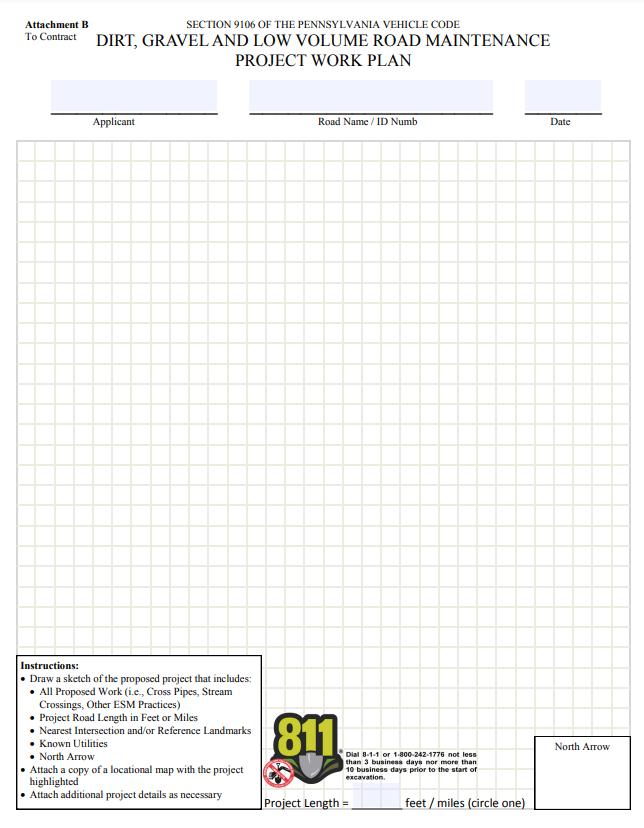 Attachment B
To Contract
SECTION 9106 OF THE PENNSYLVANIA VEHICLE CODE
DIRT, GRAVEL AND LOW VOLUME ROAD MAINTENANCE
PROJECT WORK PLAN
Applicant
Road Name / ID Numb
Date
Instructions:
• Draw a sketch of the proposed project that includes:
• All Proposed Work (i.e., Cross Pipes, Stream
Crossings, Other ESM Practices)
• Project Road Length in Feet or Miles
• Nearest Intersection and/or Reference Landmarks
• Known Utilities
• North Arrow
• Attach a copy of a locational map with the project
highlighted
• Attach additional project details as necessary
811
Dial 8-1-1 or 1-800-242-1776 not less
than 3 business days nor more than
10 business days prior to the start of
excavation.
Project Length = feet / miles (circle one)
North Arrow